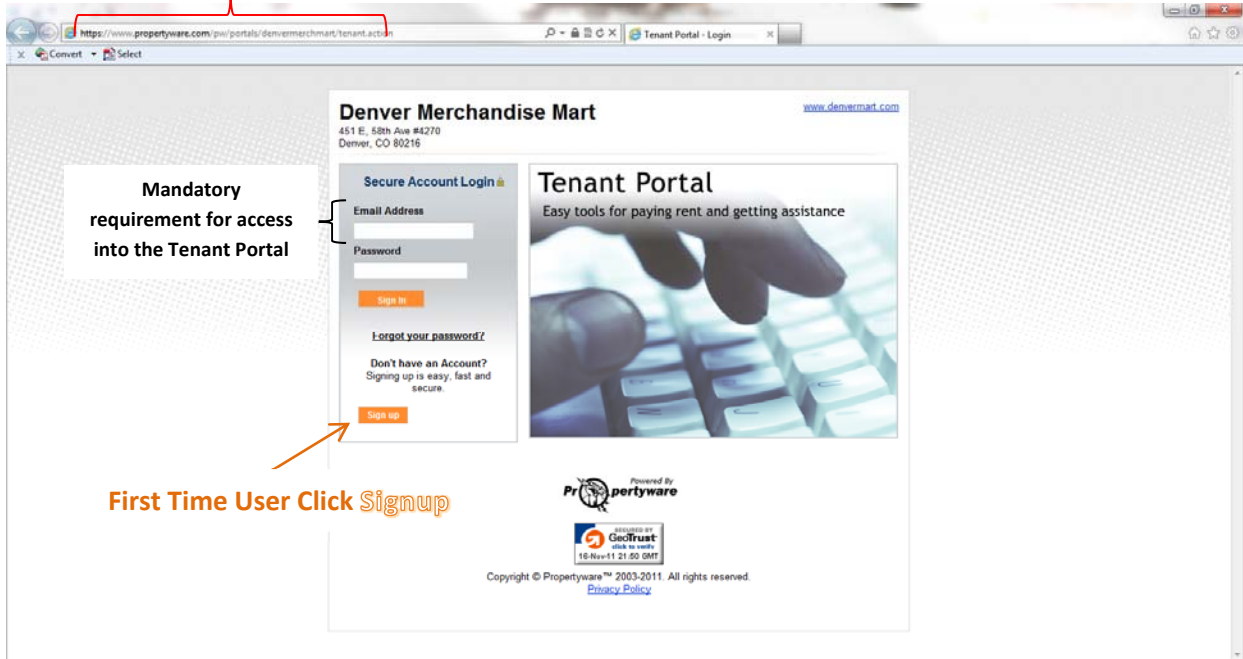 https://www.propertyware.com/pw/portals/denvermerchmart/tenant.action
Tenant Portal - Login
x Convert Select
Denver Merchandise Mart
www.denvermart.com
451 E, 58th Ave #4270
Denver, CO 80216
Mandatory
requirement for access
into the Tenant Portal
Secure Account Login
Email Address
Password
Sign In
Forgot your password?
Don't have an Account?
Signing up is easy, fast and
secure.
Sign up
Tenant Portal
Easy tools for paying rent and getting assistance
First Time User Click Signup
Powered By
Propertyware
SECURED BY
GeoTrust
click to verify
16-Nov-11 21:50 GMT
Copyright © Propertyware™ 2003-2011. All rights reserved.
Privacy Policy